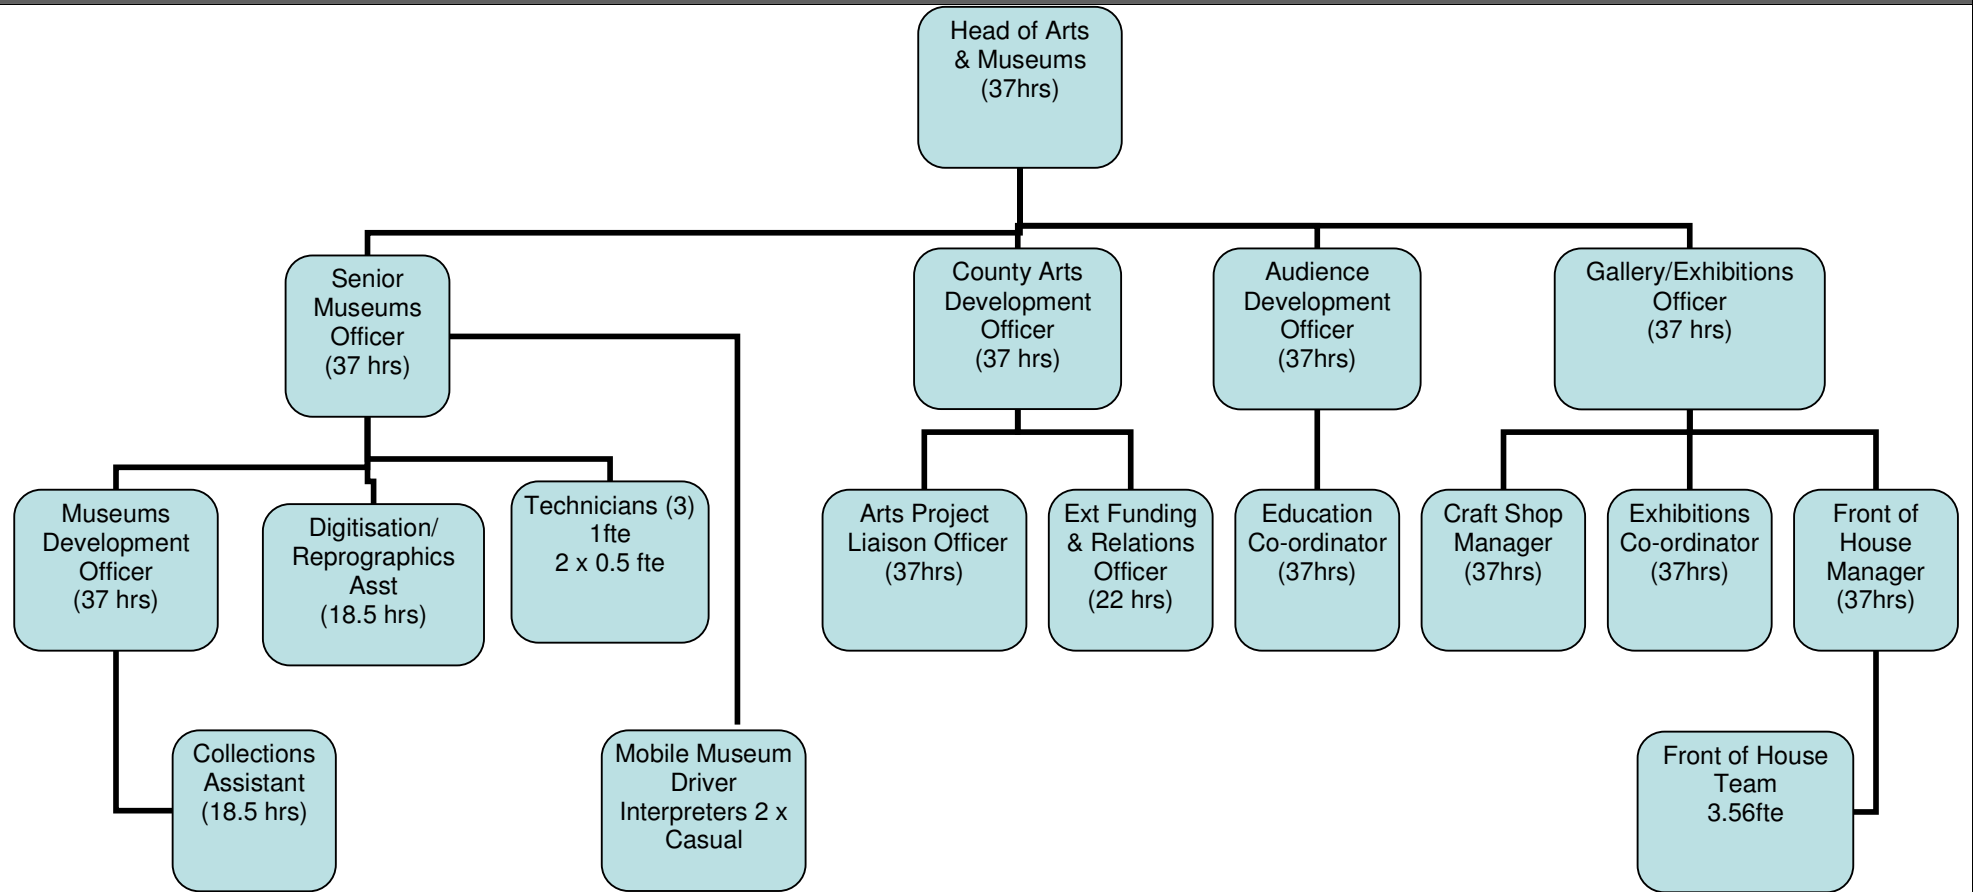 Head of Arts
& Museums
(37hrs)
Senior
Museums
Officer
(37 hrs)
County Arts
Development
Officer
(37 hrs)
Audience
Development
Officer
(37hrs)
Gallery/Exhibitions
Officer
(37 hrs)
Museums
Development
Officer
(37 hrs)
Digitisation/
Reprographics
Asst
(18.5 hrs)
Technicians (3)
1fte
2 x 0.5 fte
Arts Project
Liaison Officer
(37hrs)
Ext Funding
& Relations
Officer
(22 hrs)
Education
Co-ordinator
(37hrs)
Craft Shop
Manager
(37hrs)
Exhibitions
Co-ordinator
(37hrs)
Front of
House
Manager
(37hrs)
Collections
Assistant
(18.5 hrs)
Mobile Museum
Driver
Interpreters 2 x
Casual
Front of House
Team
3.56fte